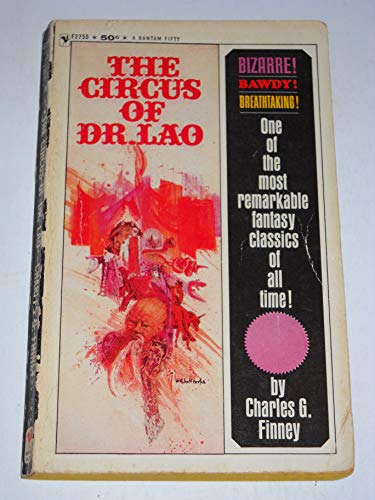 F2755 ★ 50¢ ★ A BANTAM FIFTY
THE
CIRCUS
OF
DR. LAO
BIZARRE!
BAWDY!
BREATHTAKING!
One
of
the
most
remarkable
fantasy
classics
of
all
time!
by
Charles G.
Finney